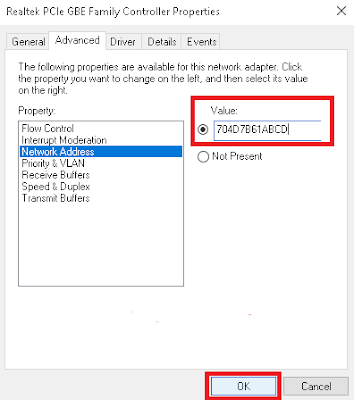 Realtek PCIe GBE Family Controller Properties
General Advanced Driver Details Events
The following properties are available for this network adapter. Click
the property you want to change on the left, and then select its value
on the right.
Property:
Flow Control
Interrupt Moderation
Network Address
Priority & VLAN
Receive Buffers
Speed & Duplex
Transmit Buffers
Value:
704D7B61ABCD
Not Present
OK Cancel